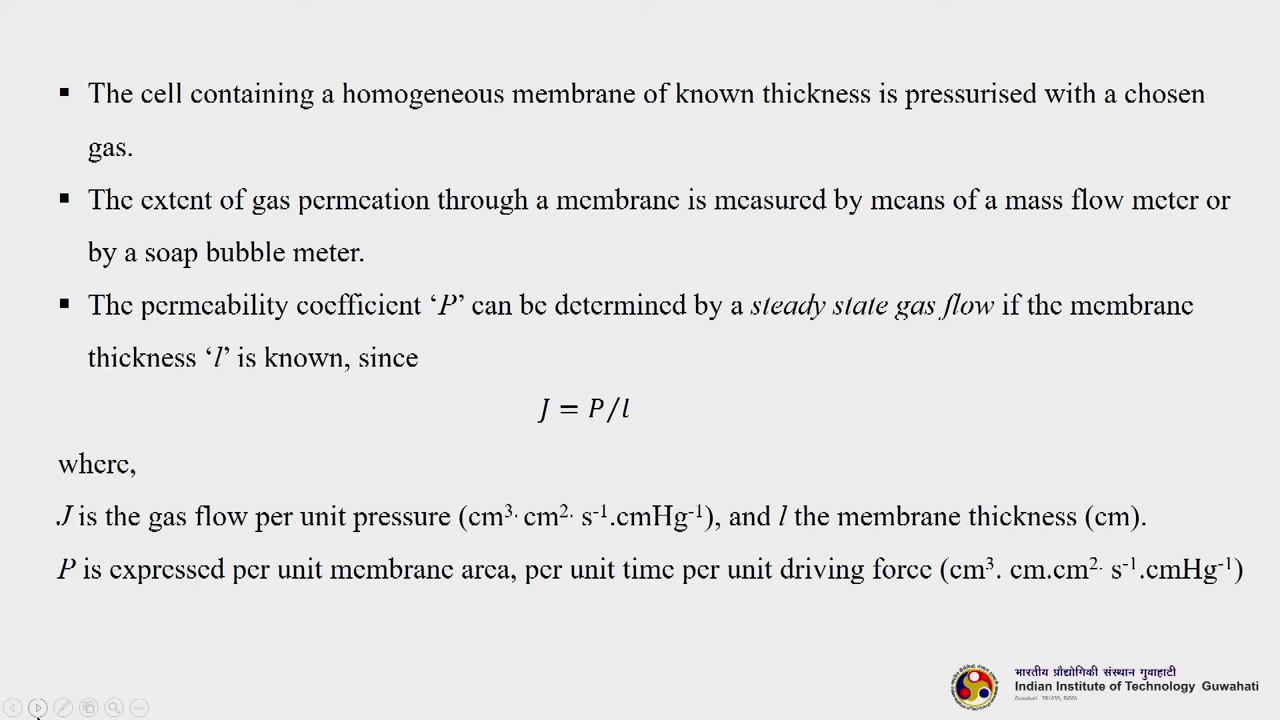 ▪ The cell containing a homogeneous membrane of known thickness is pressurised with a chosen
gas.
▪ The extent of gas permeation through a membrane is measured by means of a mass flow meter or
by a soap bubble meter.
▪ The permeability coefficient ‘P’ can be determined by a steady state gas flow if the membrane
thickness ‘l’ is known, since
J = P/l
where,
J is the gas flow per unit pressure (cm³· cm²· s⁻¹.cmHg⁻¹), and l the membrane thickness (cm).
P is expressed per unit membrane area, per unit time per unit driving force (cm³. cm.cm²· s⁻¹.cmHg⁻¹)
भारतीय प्रौद्योगिकी संस्थान गुवाहाटी
Indian Institute of Technology Guwahati
Guwahati - 781039, INDIA